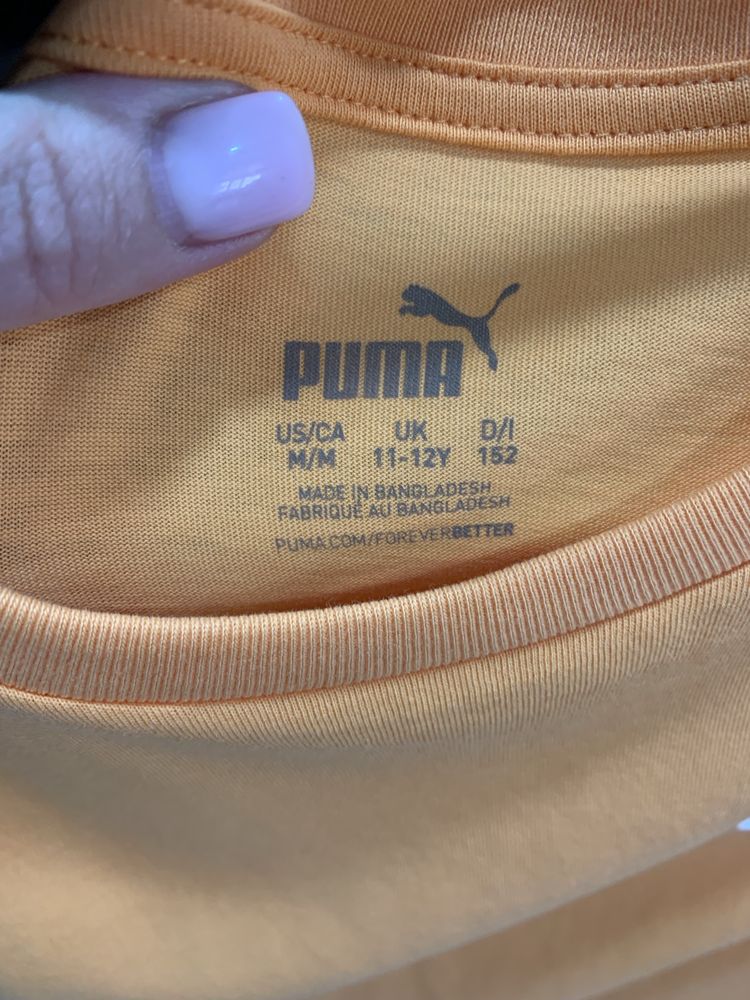 PUMA
US/CA UK D/I
M/M 11-12Y 152
MADE IN BANGLADESH
FABRIQUÉ AU BANGLADESH
PUMA.COM/FOREVERBETTER